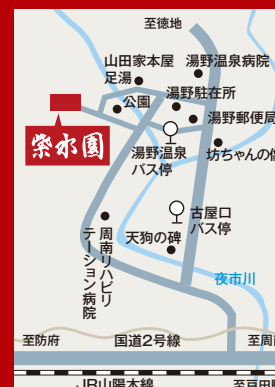 至徳地
山田家本屋
湯野温泉病院
足湯
公園
湯野駐在所
湯野郵便局
紫水園
湯野温泉
バス停
坊ちゃんの像
古屋口
バス停
天狗の碑
周南リハビリ
テーション病院
夜市川
至防府
国道2号線
至周
JR山陽本線
至戸田